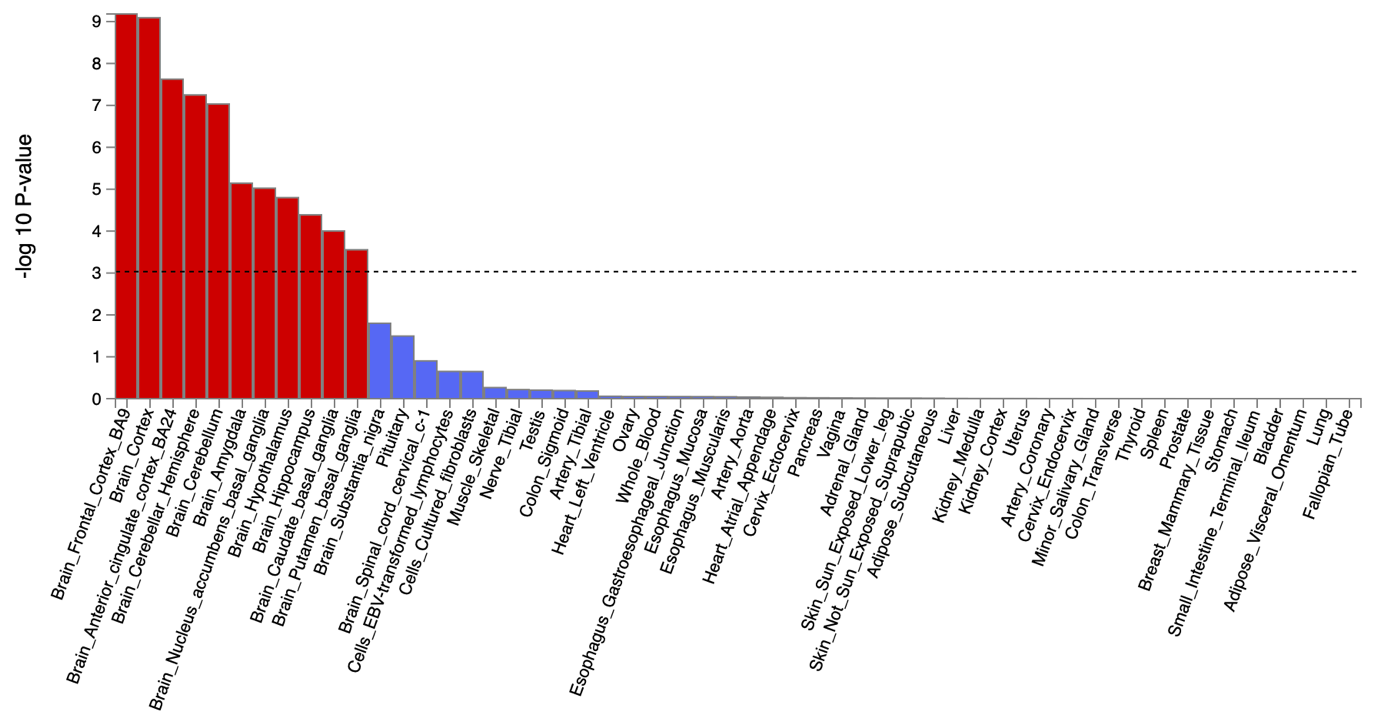 -log 10 P-value
9
8
7
6
5
4
3
2
1
0
Brain_Frontal_Cortex_BA9
Brain_Cortex
Brain_Anterior_cingulate_cortex_BA24
Brain_Cerebellar_Hemisphere
Brain_Cerebellum
Brain_Amygdala
Brain_Nucleus_accumbens_basal_ganglia
Brain_Hypothalamus
Brain_Hippocampus
Brain_Caudate_basal_ganglia
Brain_Putamen_basal_ganglia
Brain_Substantia_nigra
Pituitary
Brain_Spinal_cord_cervical_c-1
Cells_EBV-transformed_lymphocytes
Cells_Cultured_fibroblasts
Muscle_Skeletal
Nerve_Tibial
Testis
Colon_Sigmoid
Artery_Tibial
Heart_Left_Ventricle
Ovary
Whole_Blood
Esophagus_Gastroesophageal_Junction
Esophagus_Mucosa
Esophagus_Muscularis
Artery_Aorta
Heart_Atrial_Appendage
Cervix_Ectocervix
Pancreas
Vagina
Adrenal_Gland
Skin_Sun_Exposed_Lower_leg
Skin_Not_Sun_Exposed_Suprapubic
Adipose_Subcutaneous
Liver
Kidney_Medulla
Kidney_Cortex
Uterus
Artery_Coronary
Cervix_Endocervix
Minor_Salivary_Gland
Colon_Transverse
Thyroid
Spleen
Prostate
Breast_Mammary_Tissue
Stomach
Small_Intestine_Terminal_Ileum
Bladder
Adipose_Visceral_Omentum
Lung
Fallopian_Tube